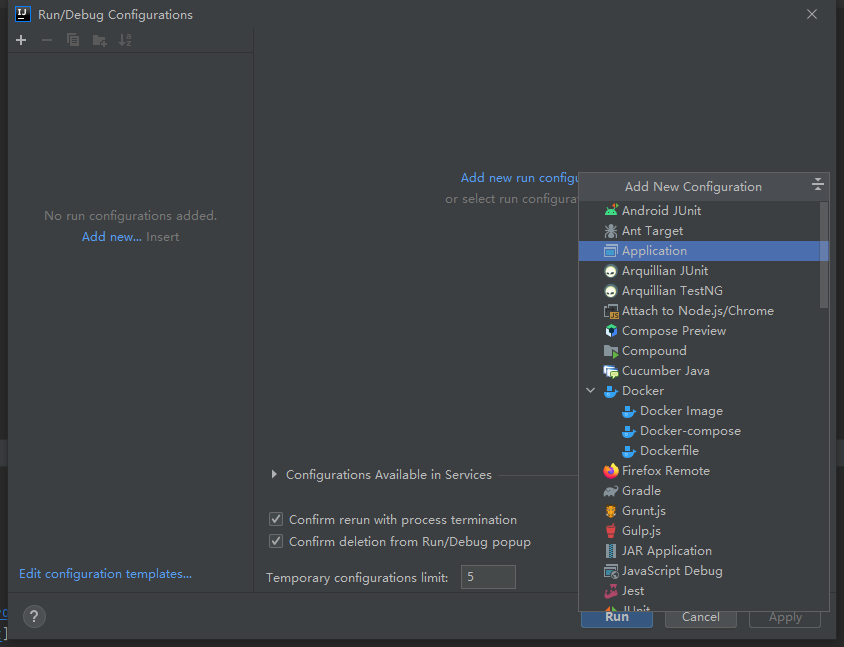 Run/Debug Configurations
No run configurations added.
Add new... Insert
Add new run configu
or select run configura
Configurations Available in Services
Confirm rerun with process termination
Confirm deletion from Run/Debug popup
Temporary configurations limit: 5
Edit configuration templates...
?
Add New Configuration
Android JUnit
Ant Target
Application
Arquillian JUnit
Arquillian TestNG
Attach to Node.js/Chrome
Compose Preview
Compound
Cucumber Java
Docker
Docker Image
Docker-compose
Dockerfile
Firefox Remote
Gradle
Grunt.js
Gulp.js
JAR Application
JavaScript Debug
Jest
JUnit
Run Cancel Apply